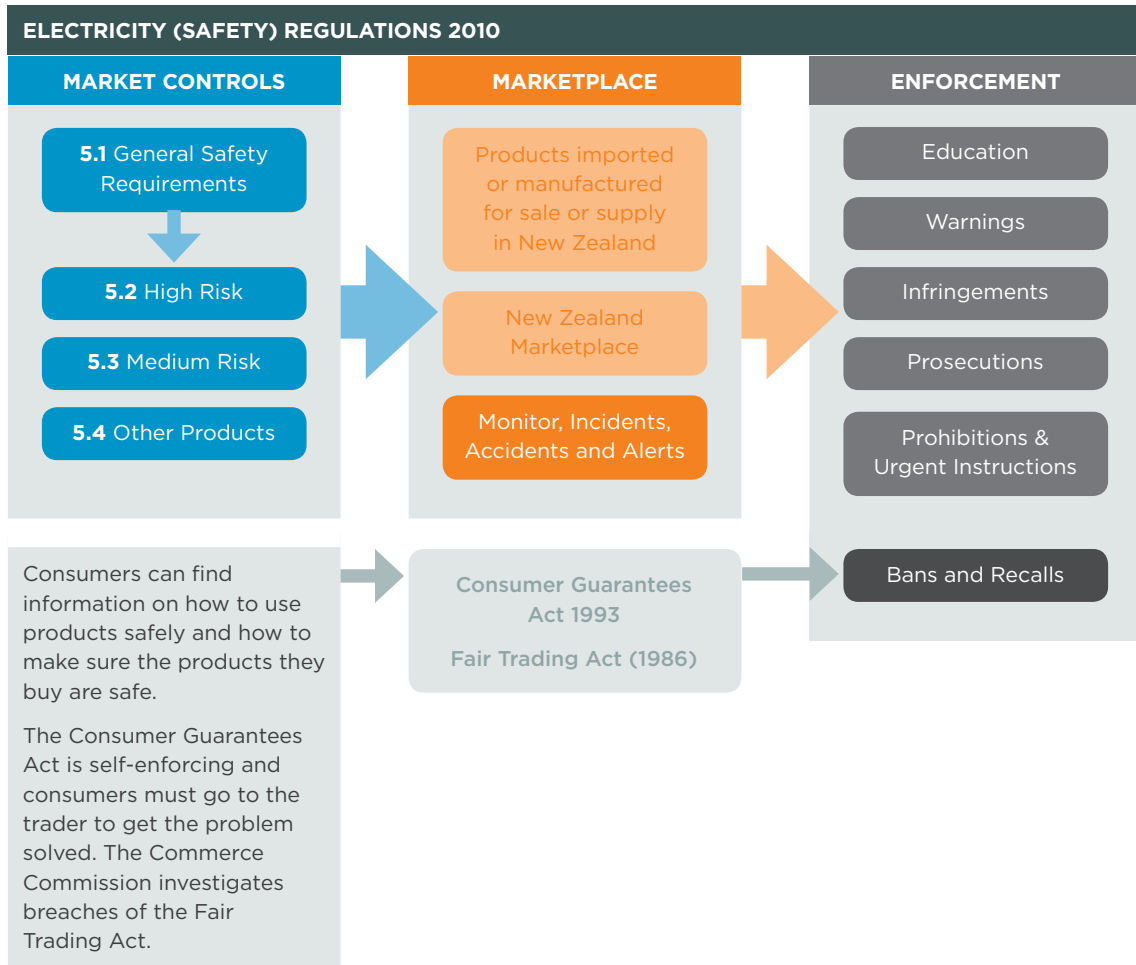 ELECTRICITY (SAFETY) REGULATIONS 2010
MARKET CONTROLS
5.1 General Safety
Requirements
5.2 High Risk
5.3 Medium Risk
5.4 Other Products
MARKETPLACE
Products imported
or manufactured
for sale or supply
in New Zealand
New Zealand
Marketplace
Monitor, Incidents,
Accidents and Alerts
ENFORCEMENT
Education
Warnings
Infringements
Prosecutions
Prohibitions &
Urgent Instructions
Consumers can find
information on how to use
products safely and how to
make sure the products they
buy are safe.
The Consumer Guarantees
Act is self-enforcing and
consumers must go to the
trader to get the problem
solved. The Commerce
Commission investigates
breaches of the Fair
Trading Act.
Consumer Guarantees
Act 1993
Fair Trading Act (1986)
Bans and Recalls